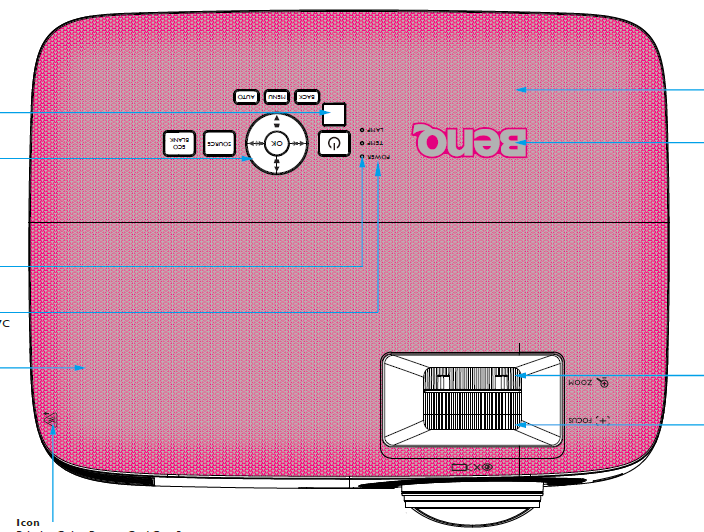 BACK
MENU
AUTO
LAMP
TEMP
POWER
BenQ
OK
SOURCE
ECO
BLANK
/C
ZOOM
FOCUS
Icon